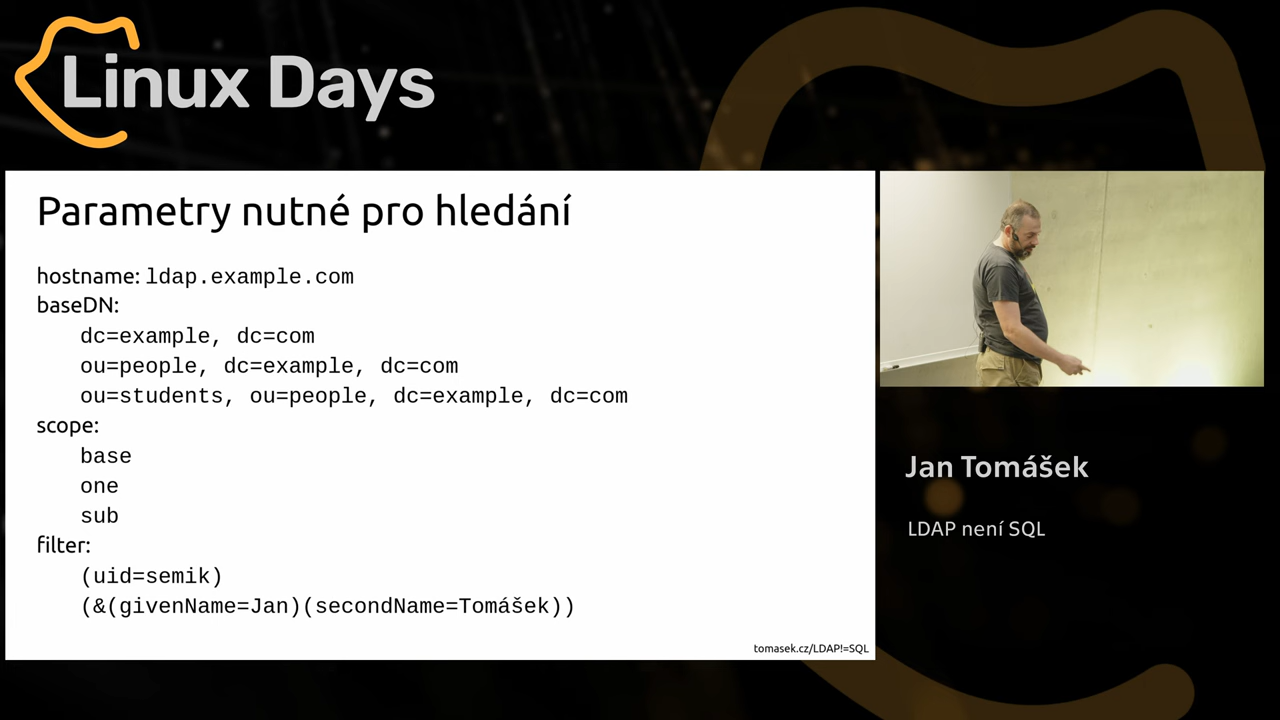 Linux Days
Parametry nutné pro hledání
hostname: ldap.example.com
baseDN:
dc=example, dc=com
ou=people, dc=example, dc=com
ou=students, ou=people, dc=example, dc=com
scope:
base
one
sub
filter:
(uid=semik)
(&(givenName=Jan)(secondName=Tomášek))
tomasek.cz/LDAP!=SQL
Jan Tomášek
LDAP není SQL